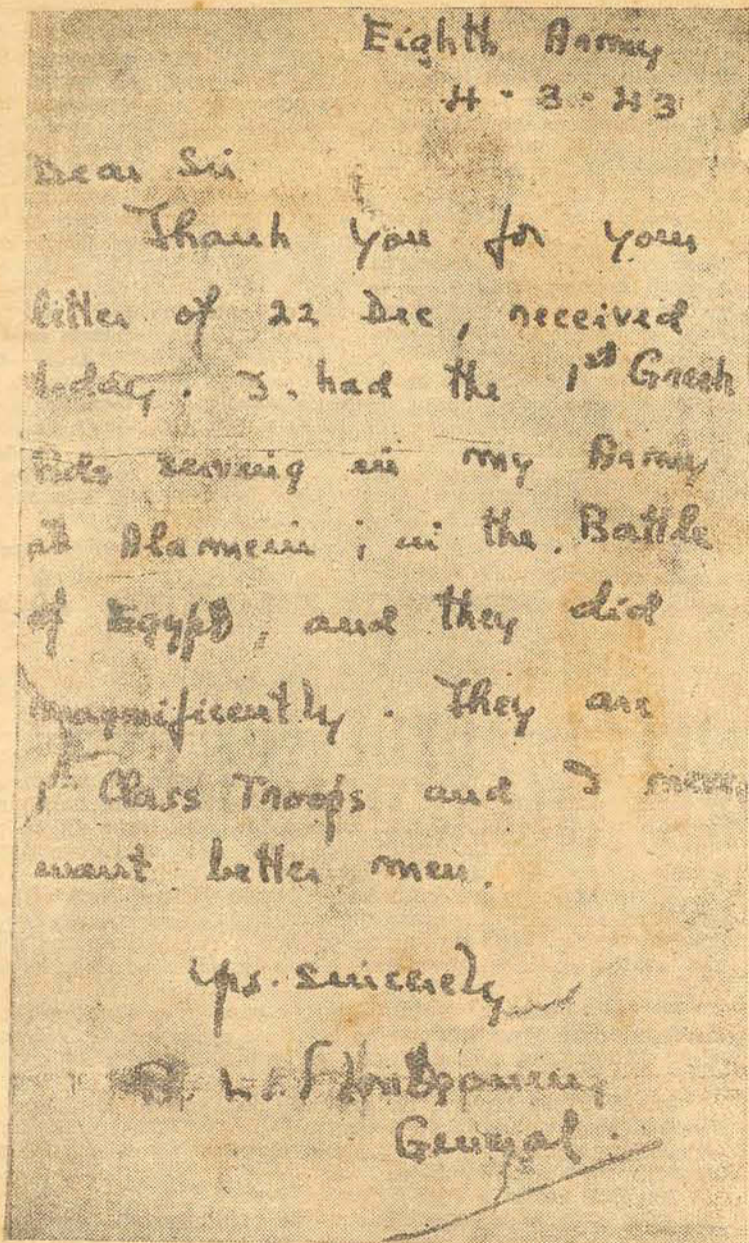 Eighth Army
4-3-43
Dear Sir
Thank you for your
letter of 22 Dec, received
today. I had the 1st Greek
Bde serving in my Army
at Alamein; in the Battle
of Egypt, and they did
magnificently. They are
1st Class Troops and I never
want better men.
Yrs. sincerely
B. L. Montgomery
General.